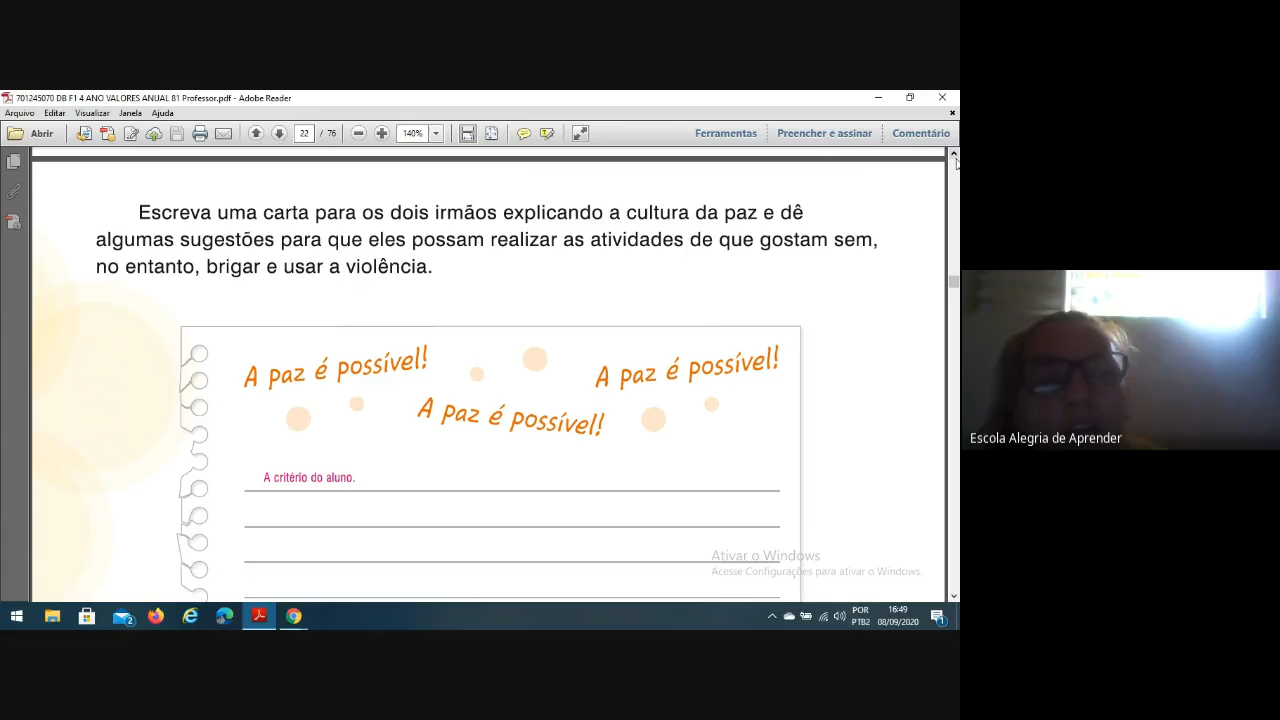 701245070 DB F1 4 ANO VALORES ANUAL 81 Professor.pdf - Adobe Reader
Arquivo Editar Visualizar Janela Ajuda
Abrir 22 / 76 140% Ferramentas Preencher e assinar Comentário
Escreva uma carta para os dois irmãos explicando a cultura da paz e dê
algumas sugestões para que eles possam realizar as atividades de que gostam sem,
no entanto, brigar e usar a violência.
A paz é possível! A paz é possível!
A paz é possível!
A critério do aluno.
Escola Alegria de Aprender
Ativar o Windows
Acesse Configurações para ativar o Windows.
2
POR 16:49
PTB2 08/09/2020 1